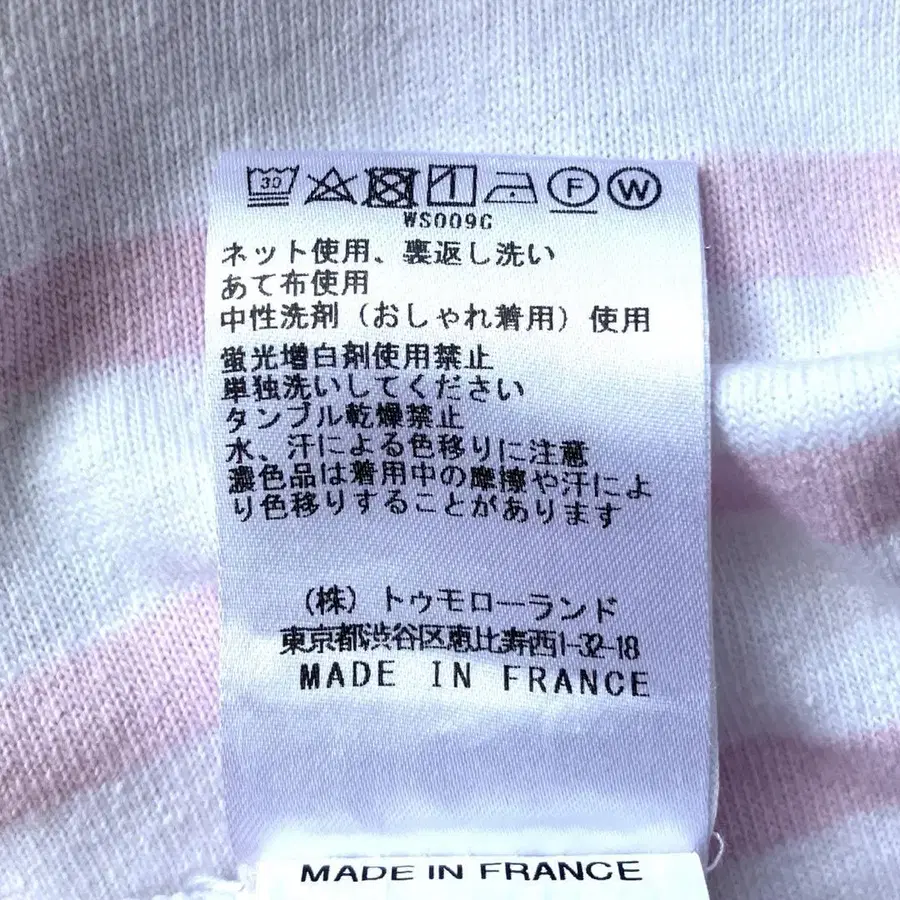 30 F W
WS009C
ネット使用、裏返し洗い
あて布使用
中性洗剤（おしゃれ着用）使用
蛍光増白剤使用禁止
単独洗いしてください
タンブル乾燥禁止
水、汗による色移りに注意
濃色品は着用中の摩擦や汗によ
り色移りすることがあります
（株）トゥモローランド
東京都渋谷区恵比寿西1-32-18
MADE IN FRANCE
MADE IN FRANCE